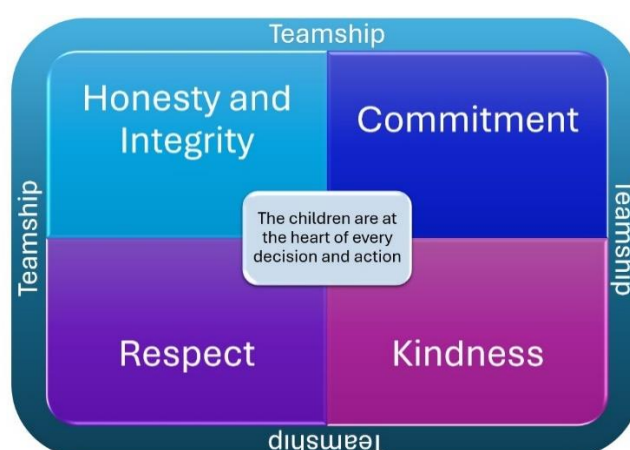 Teamship
Honesty and
Integrity
Commitment
Teamship
Teamship
The children are at
the heart of every
decision and action
Respect
Kindness
Teamship